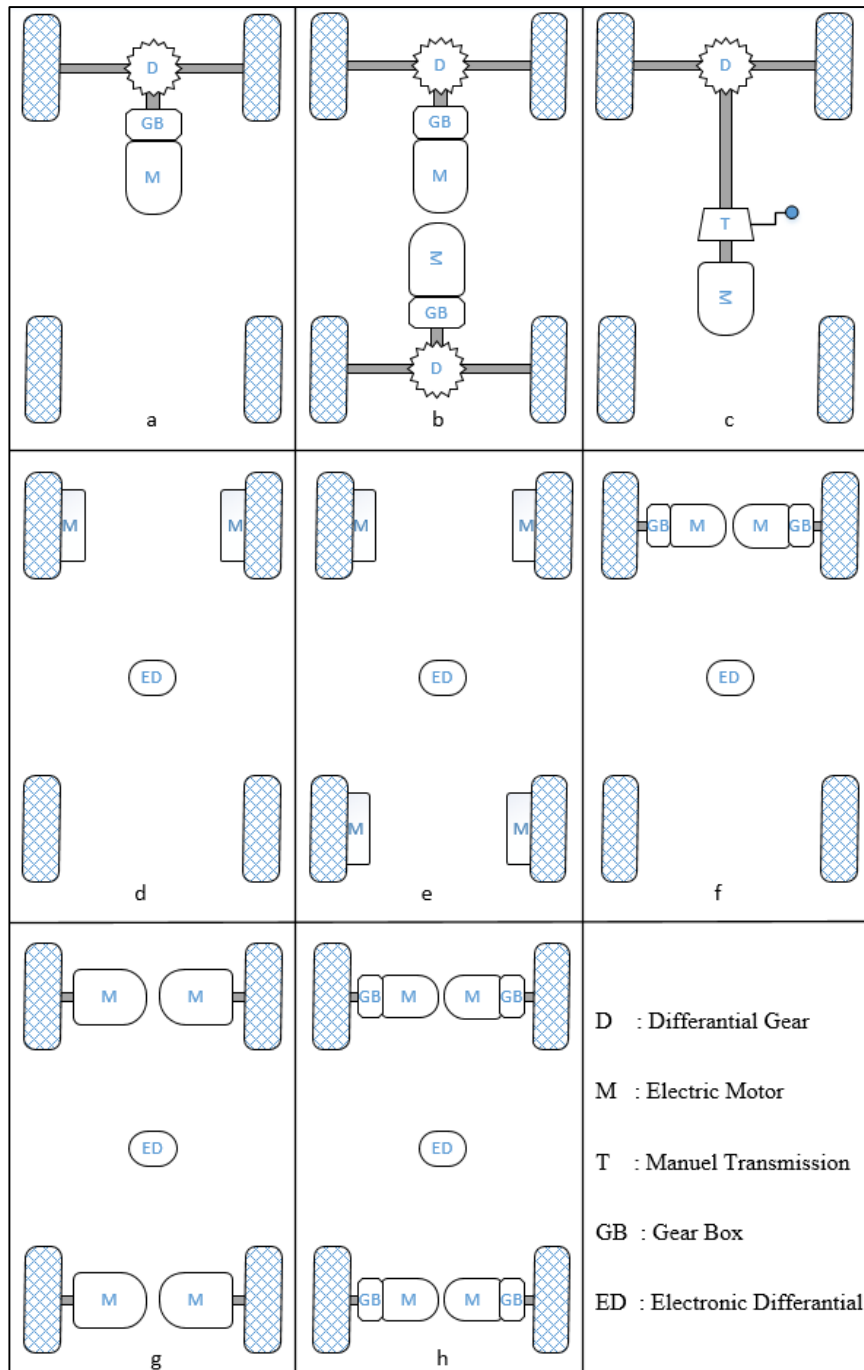 D
GB
M
a
D
GB
M
M
GB
D
b
D
T
M
c
M M
ED
d
M M
ED
M M
e
GB M M GB
ED
f
M M
ED
M M
g
GB M M GB
ED
GB M M GB
h
D : Differantial Gear
M : Electric Motor
T : Manuel Transmission
GB : Gear Box
ED : Electronic Differantial